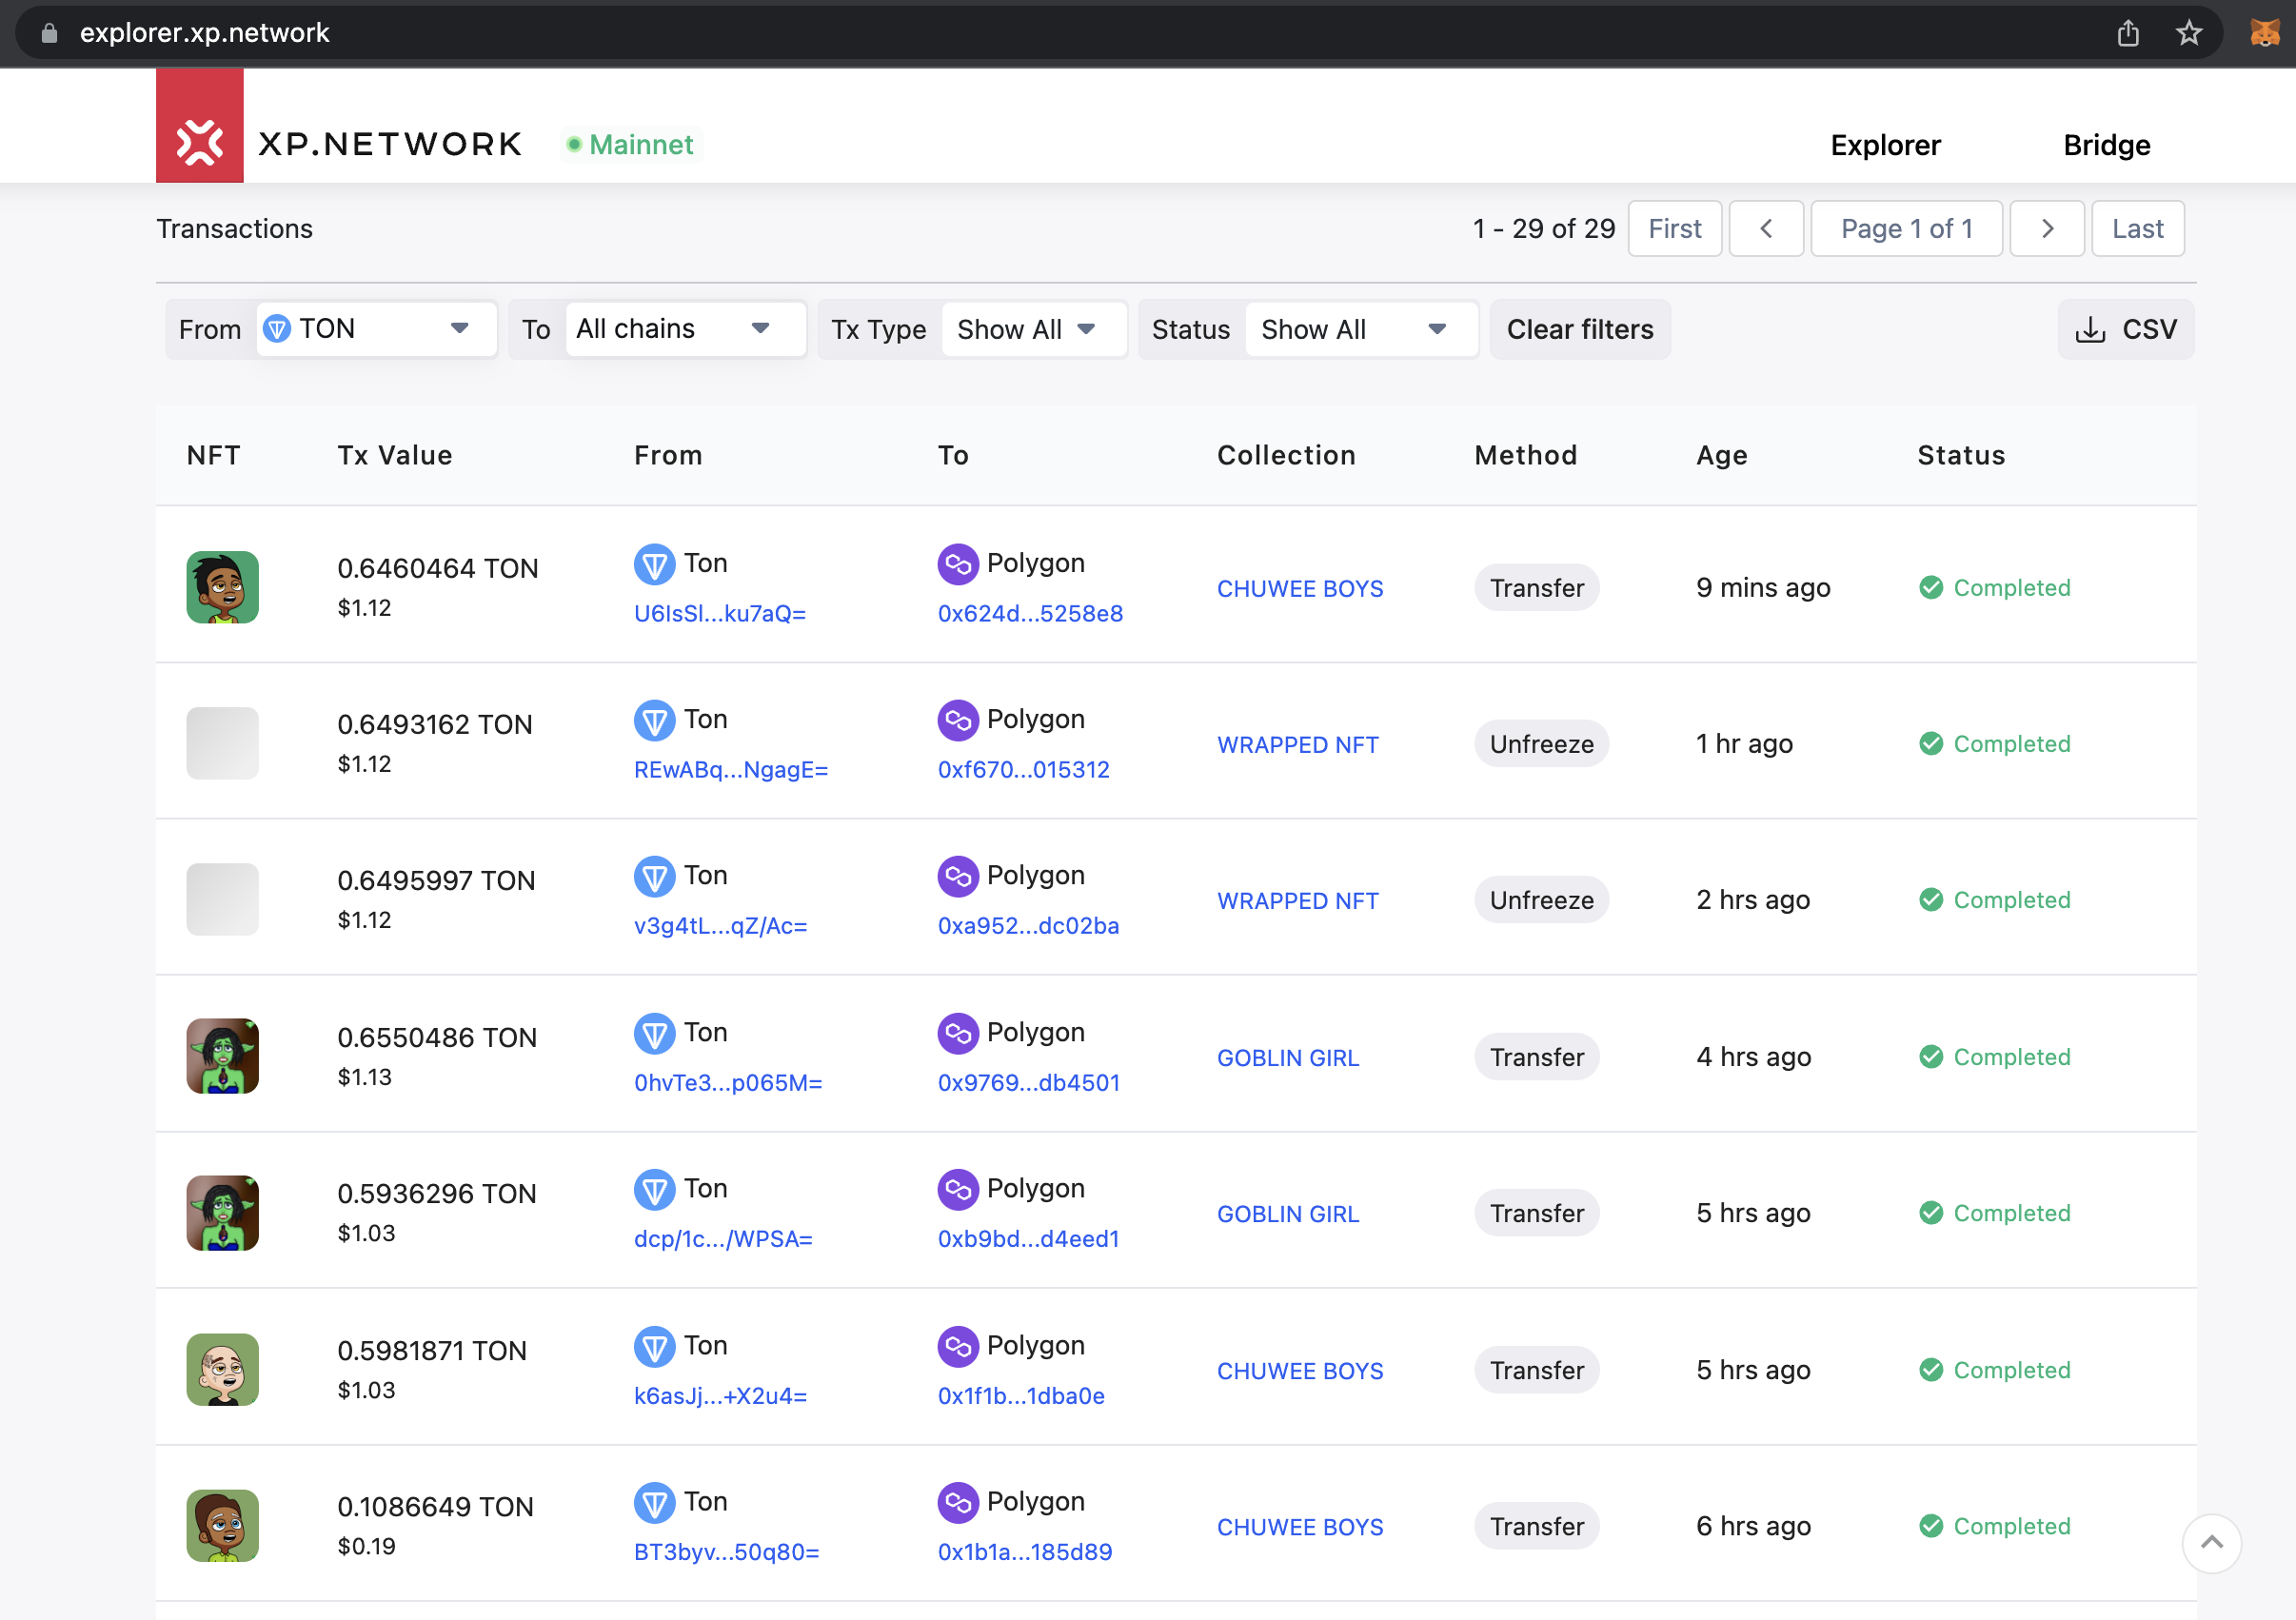 explorer.xp.network
XP.NETWORK
Mainnet
Explorer
Bridge
Transactions
1 - 29 of 29
First
Page 1 of 1
Last
From TON
To All chains
Tx Type Show All
Status Show All
Clear filters
CSV
NFT Tx Value From To Collection Method Age Status
0.6460464 TON Ton Polygon CHUWEE BOYS Transfer 9 mins ago Completed
$1.12 U6IsSl...ku7aQ= 0x624d...5258e8
0.6493162 TON Ton Polygon WRAPPED NFT Unfreeze 1 hr ago Completed
$1.12 REwABq...NgagE= 0xf670...015312
0.6495997 TON Ton Polygon WRAPPED NFT Unfreeze 2 hrs ago Completed
$1.12 v3g4tL...qZ/Ac= 0xa952...dc02ba
0.6550486 TON Ton Polygon GOBLIN GIRL Transfer 4 hrs ago Completed
$1.13 0hvTe3...p065M= 0x9769...db4501
0.5936296 TON Ton Polygon GOBLIN GIRL Transfer 5 hrs ago Completed
$1.03 dcp/1c.../WPSA= 0xb9bd...d4eed1
0.5981871 TON Ton Polygon CHUWEE BOYS Transfer 5 hrs ago Completed
$1.03 k6asJj...+X2u4= 0x1f1b...1dba0e
0.1086649 TON Ton Polygon CHUWEE BOYS Transfer 6 hrs ago Completed
$0.19 BT3byv...50q80= 0x1b1a...185d89